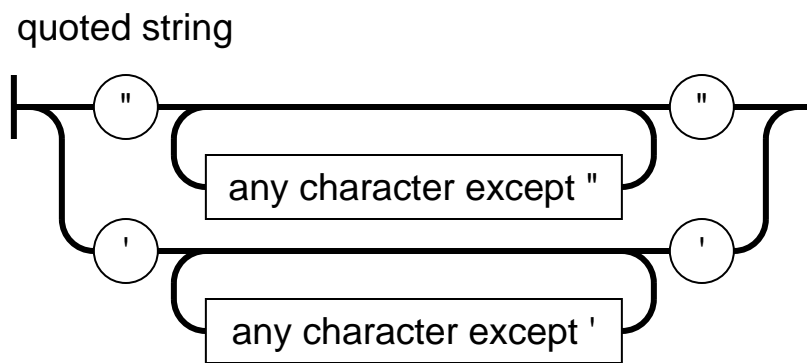 quoted string
" "
any character except "
' '
any character except '